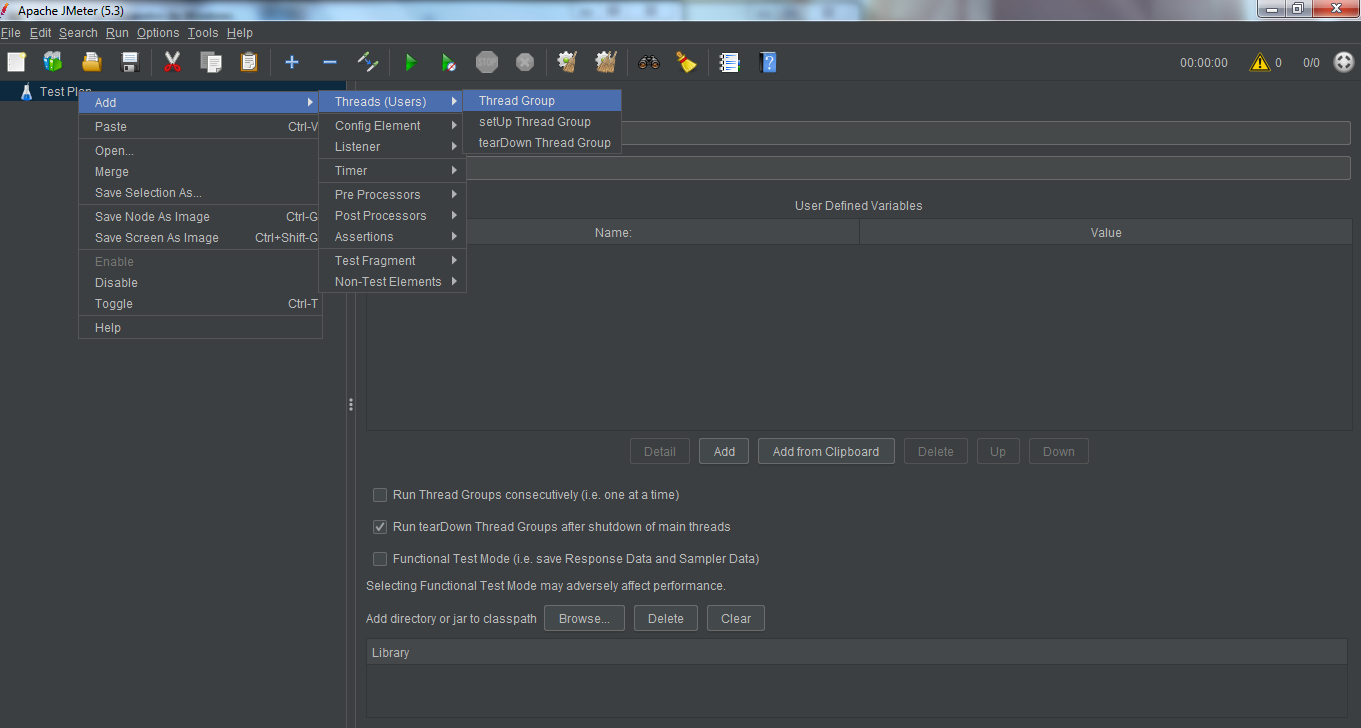 Apache JMeter (5.3)
File Edit Search Run Options Tools Help
STOP 00:00:00 0 0/0
Test Plan
Add
Paste Ctrl-V
Open...
Merge
Save Selection As...
Save Node As Image Ctrl-G
Save Screen As Image Ctrl+Shift-G
Enable
Disable
Toggle Ctrl-T
Help
Threads (Users)
Config Element
Listener
Timer
Pre Processors
Post Processors
Assertions
Test Fragment
Non-Test Elements
Thread Group
setUp Thread Group
tearDown Thread Group
User Defined Variables
Name: Value
Detail Add Add from Clipboard Delete Up Down
Run Thread Groups consecutively (i.e. one at a time)
Run tearDown Thread Groups after shutdown of main threads
Functional Test Mode (i.e. save Response Data and Sampler Data)
Selecting Functional Test Mode may adversely affect performance.
Add directory or jar to classpath Browse... Delete Clear
Library